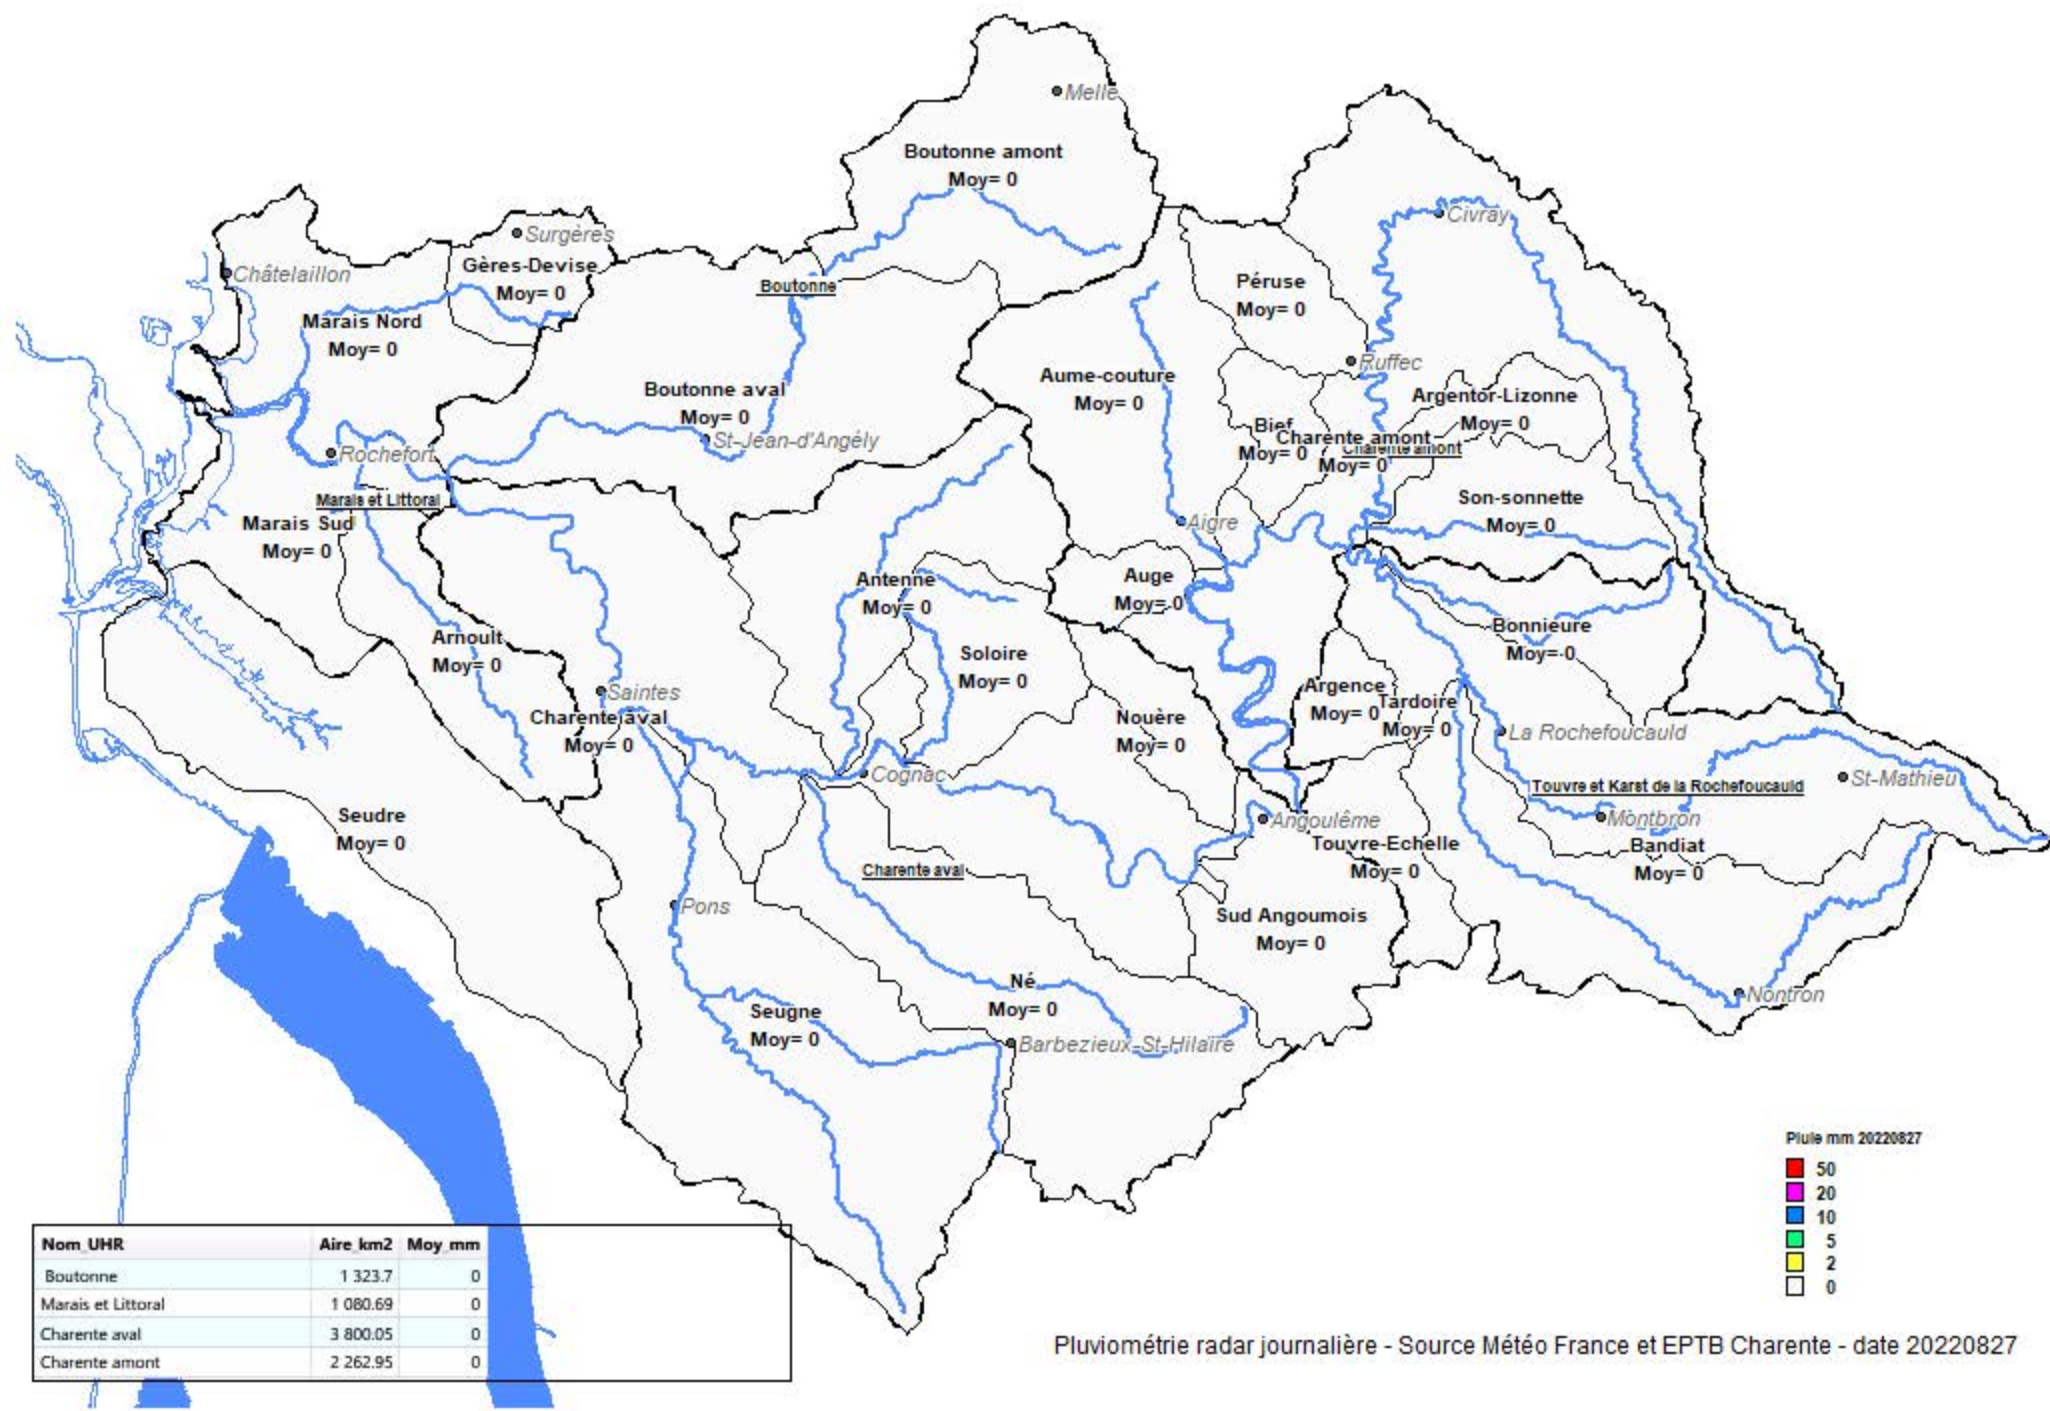 Melle
Boutonne amont
Moy= 0
Civray
Surgères
Châtelaillon
Gères-Devise
Moy= 0
Boutonne
Péruse
Moy= 0
Marais Nord
Moy= 0
Ruffec
Aume-couture
Moy= 0
Boutonne aval
Moy= 0
Argentor-Lizonne
Moy= 0
St-Jean-d'Angély
Bief
Moy= 0
Charente amont
Moy= 0
Charente amont
Rochefort
Marais et Littoral
Son-sonnette
Moy= 0
Marais Sud
Moy= 0
Aigre
Antenne
Moy= 0
Auge
Moy= 0
Bonnieure
Moy= 0
Arnoult
Moy= 0
Soloire
Moy= 0
Saintes
Argence
Moy= 0
Tardoire
Moy= 0
Charente aval
Moy= 0
Nouère
Moy= 0
La Rochefoucauld
Cognac
Touvre et Karst de la Rochefoucauld
St-Mathieu
Seudre
Moy= 0
Angoulême
Montbron
Touvre-Echelle
Moy= 0
Bandiat
Moy= 0
Charente aval
Pons
Sud Angoumois
Moy= 0
Né
Moy= 0
Nontron
Seugne
Moy= 0
Barbezieux-St-Hilaire
Pluie mm 20220827
50
20
10
5
2
0
Nom_UHR Aire_km2 Moy_mm
Boutonne 1 323.7 0
Marais et Littoral 1 080.69 0
Charente aval 3 800.05 0
Charente amont 2 262.95 0
Pluviométrie radar journalière - Source Météo France et EPTB Charente - date 20220827